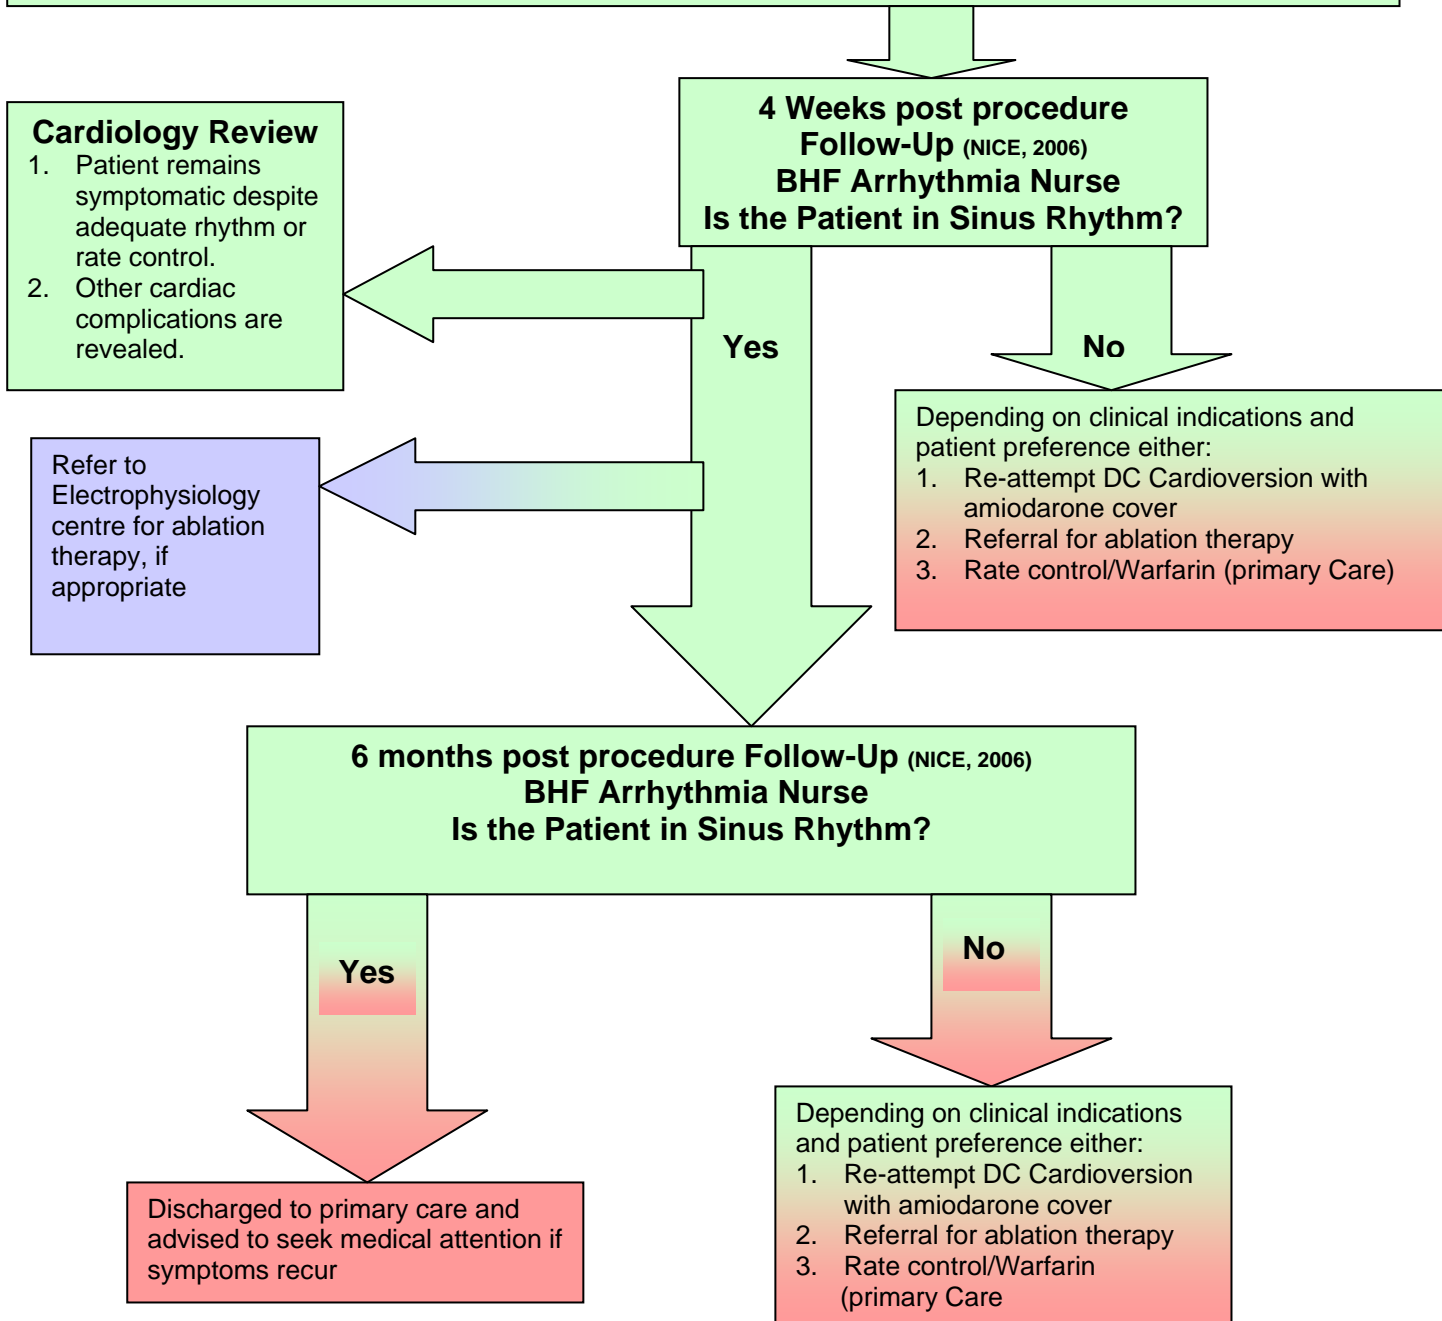 4 Weeks post procedure
Follow-Up (NICE, 2006)
BHF Arrhythmia Nurse
Is the Patient in Sinus Rhythm?
Cardiology Review
1. Patient remains
symptomatic despite
adequate rhythm or
rate control.
2. Other cardiac
complications are
revealed.
Yes
No
Refer to
Electrophysiology
centre for ablation
therapy, if
appropriate
Depending on clinical indications and
patient preference either:
1. Re-attempt DC Cardioversion with
amiodarone cover
2. Referral for ablation therapy
3. Rate control/Warfarin (primary Care)
6 months post procedure Follow-Up (NICE, 2006)
BHF Arrhythmia Nurse
Is the Patient in Sinus Rhythm?
Yes
No
Discharged to primary care and
advised to seek medical attention if
symptoms recur
Depending on clinical indications
and patient preference either:
1. Re-attempt DC Cardioversion
with amiodarone cover
2. Referral for ablation therapy
3. Rate control/Warfarin
(primary Care